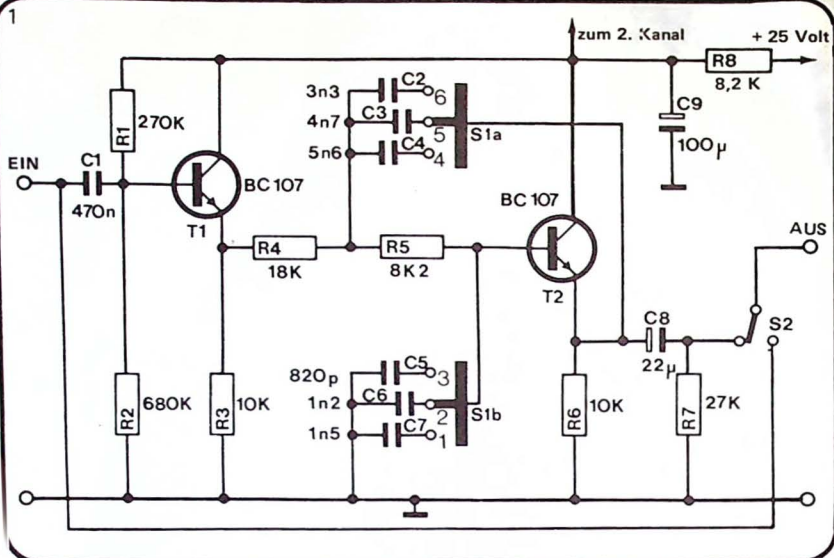 1
zum 2. Kanal
+ 25 Volt
R8
8,2 K
C9
100µ
R1
270K
3n3
C2
6
4n7
C3
5
S1a
5n6
C4
4
EIN
C1
470n
BC 107
T1
BC 107
T2
AUS
R4
18K
R5
8K2
C8
22µ
S2
820p
C5
3
1n2
C6
2
S1b
1n5
C7
1
R2
680K
R3
10K
R6
10K
R7
27K